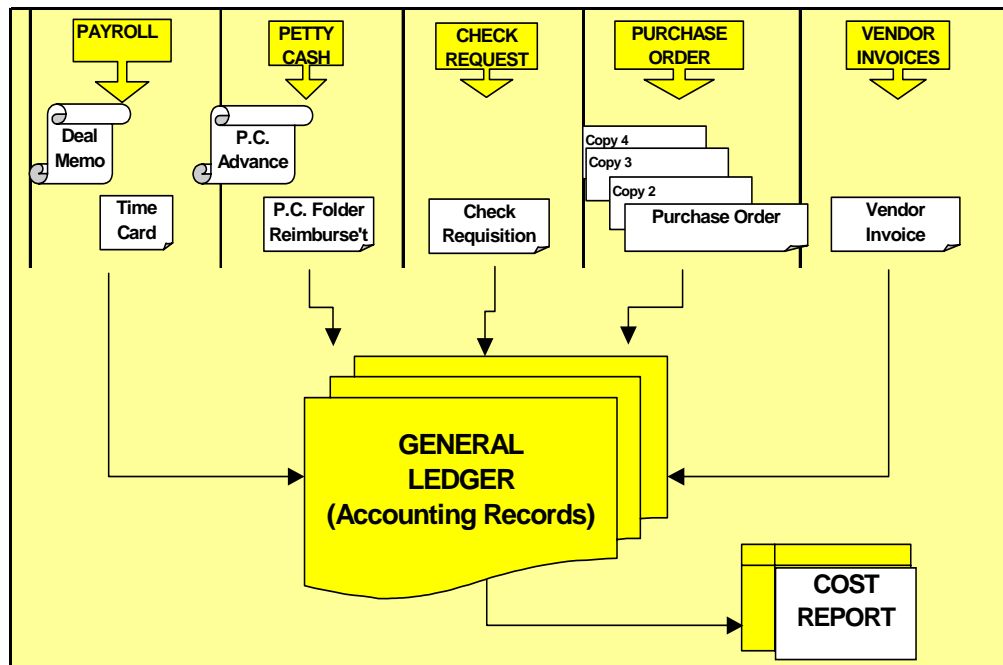 PAYROLL
PETTY
CASH
CHECK
REQUEST
PURCHASE
ORDER
VENDOR
INVOICES
Deal
Memo
P.C.
Advance
Copy 4
Copy 3
Copy 2
Purchase Order
Time
Card
P.C. Folder
Reimburse't
Check
Requisition
Vendor
Invoice
GENERAL
LEDGER
(Accounting Records)
COST
REPORT